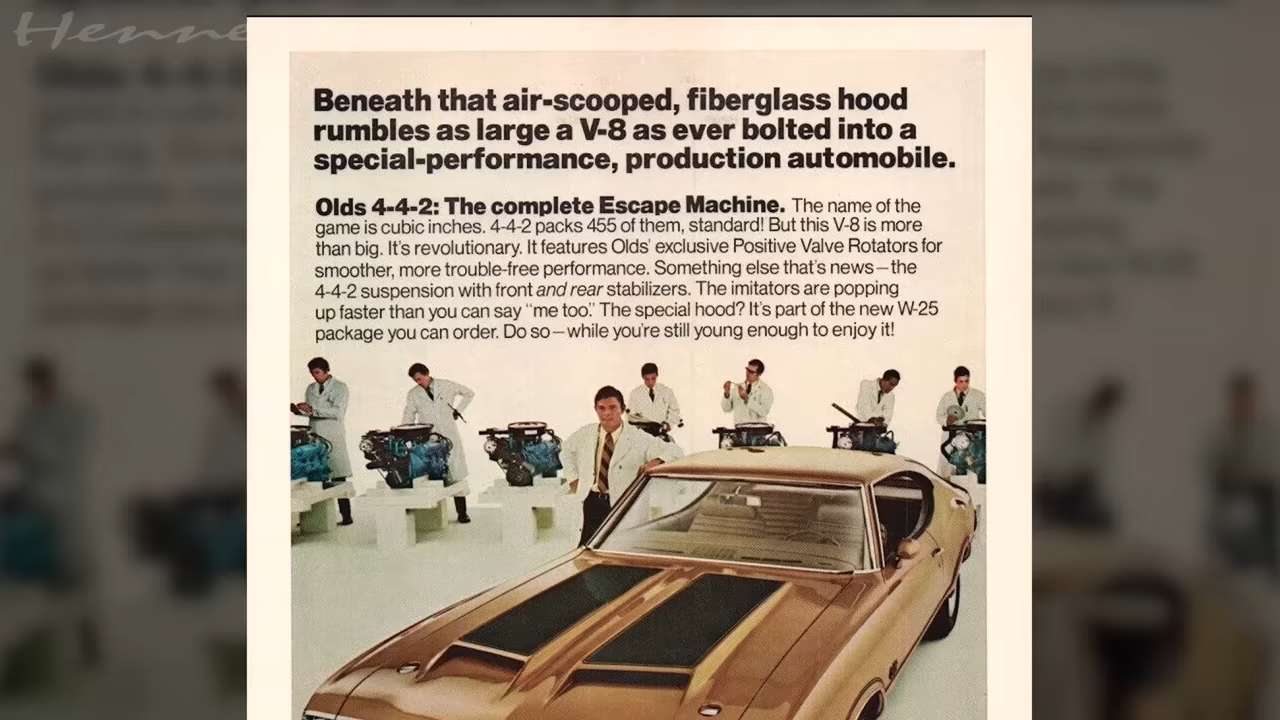 Henne
Beneath that air-scooped, fiberglass hood
rumbles as large a V-8 as ever bolted into a
special-performance, production automobile.
Olds 4-4-2: The complete Escape Machine. The name of the
game is cubic inches. 4-4-2 packs 455 of them, standard! But this V-8 is more
than big. It's revolutionary. It features Olds' exclusive Positive Valve Rotators for
smoother, more trouble-free performance. Something else that's news—the
4-4-2 suspension with front and rear stabilizers. The imitators are popping
up faster than you can say "me too." The special hood? It's part of the new W-25
package you can order. Do so—while you're still young enough to enjoy it!